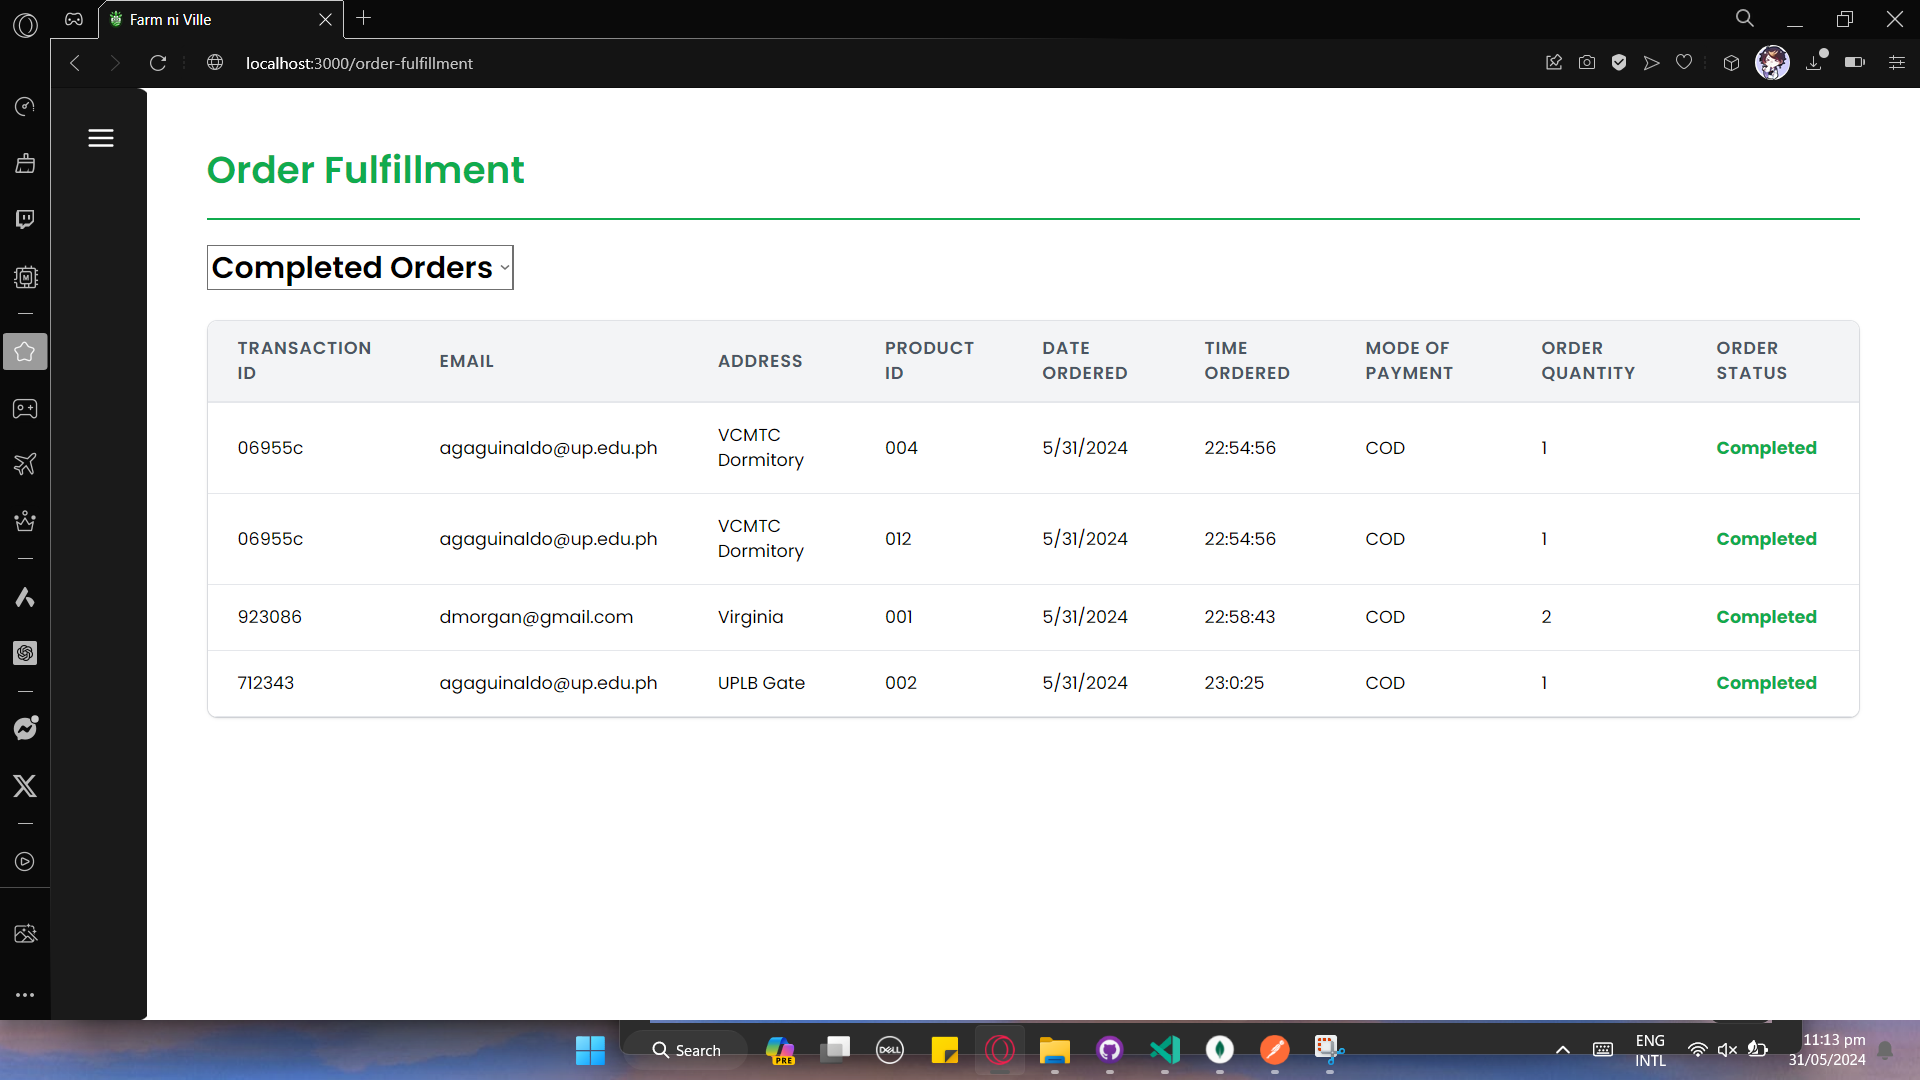 Farm ni Ville
localhost:3000/order-fulfillment
Order Fulfillment
Completed Orders
TRANSACTION ID EMAIL ADDRESS PRODUCT ID DATE ORDERED TIME ORDERED MODE OF PAYMENT ORDER QUANTITY ORDER STATUS
06955c agaguinaldo@up.edu.ph VCMTC Dormitory 004 5/31/2024 22:54:56 COD 1 Completed
06955c agaguinaldo@up.edu.ph VCMTC Dormitory 012 5/31/2024 22:54:56 COD 1 Completed
923086 dmorgan@gmail.com Virginia 001 5/31/2024 22:58:43 COD 2 Completed
712343 agaguinaldo@up.edu.ph UPLB Gate 002 5/31/2024 23:0:25 COD 1 Completed
Search
PRE
DELL
ENG
INTL
11:13 pm
31/05/2024